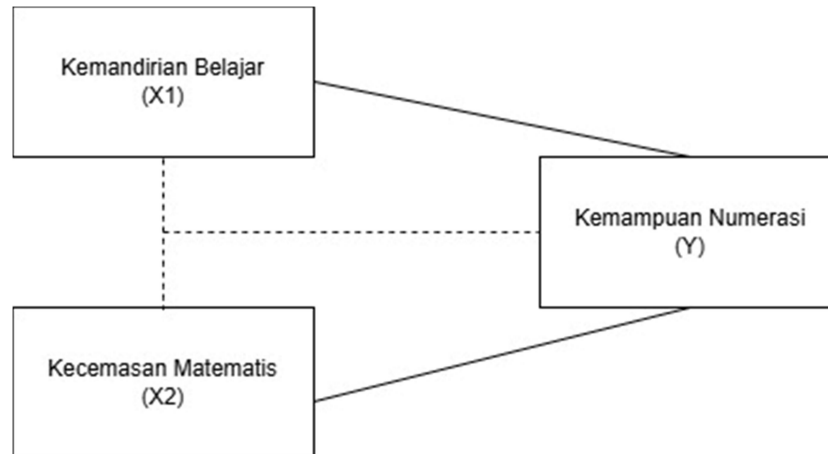 Kemandirian Belajar
(X1)
Kemampuan Numerasi
(Y)
Kecemasan Matematis
(X2)